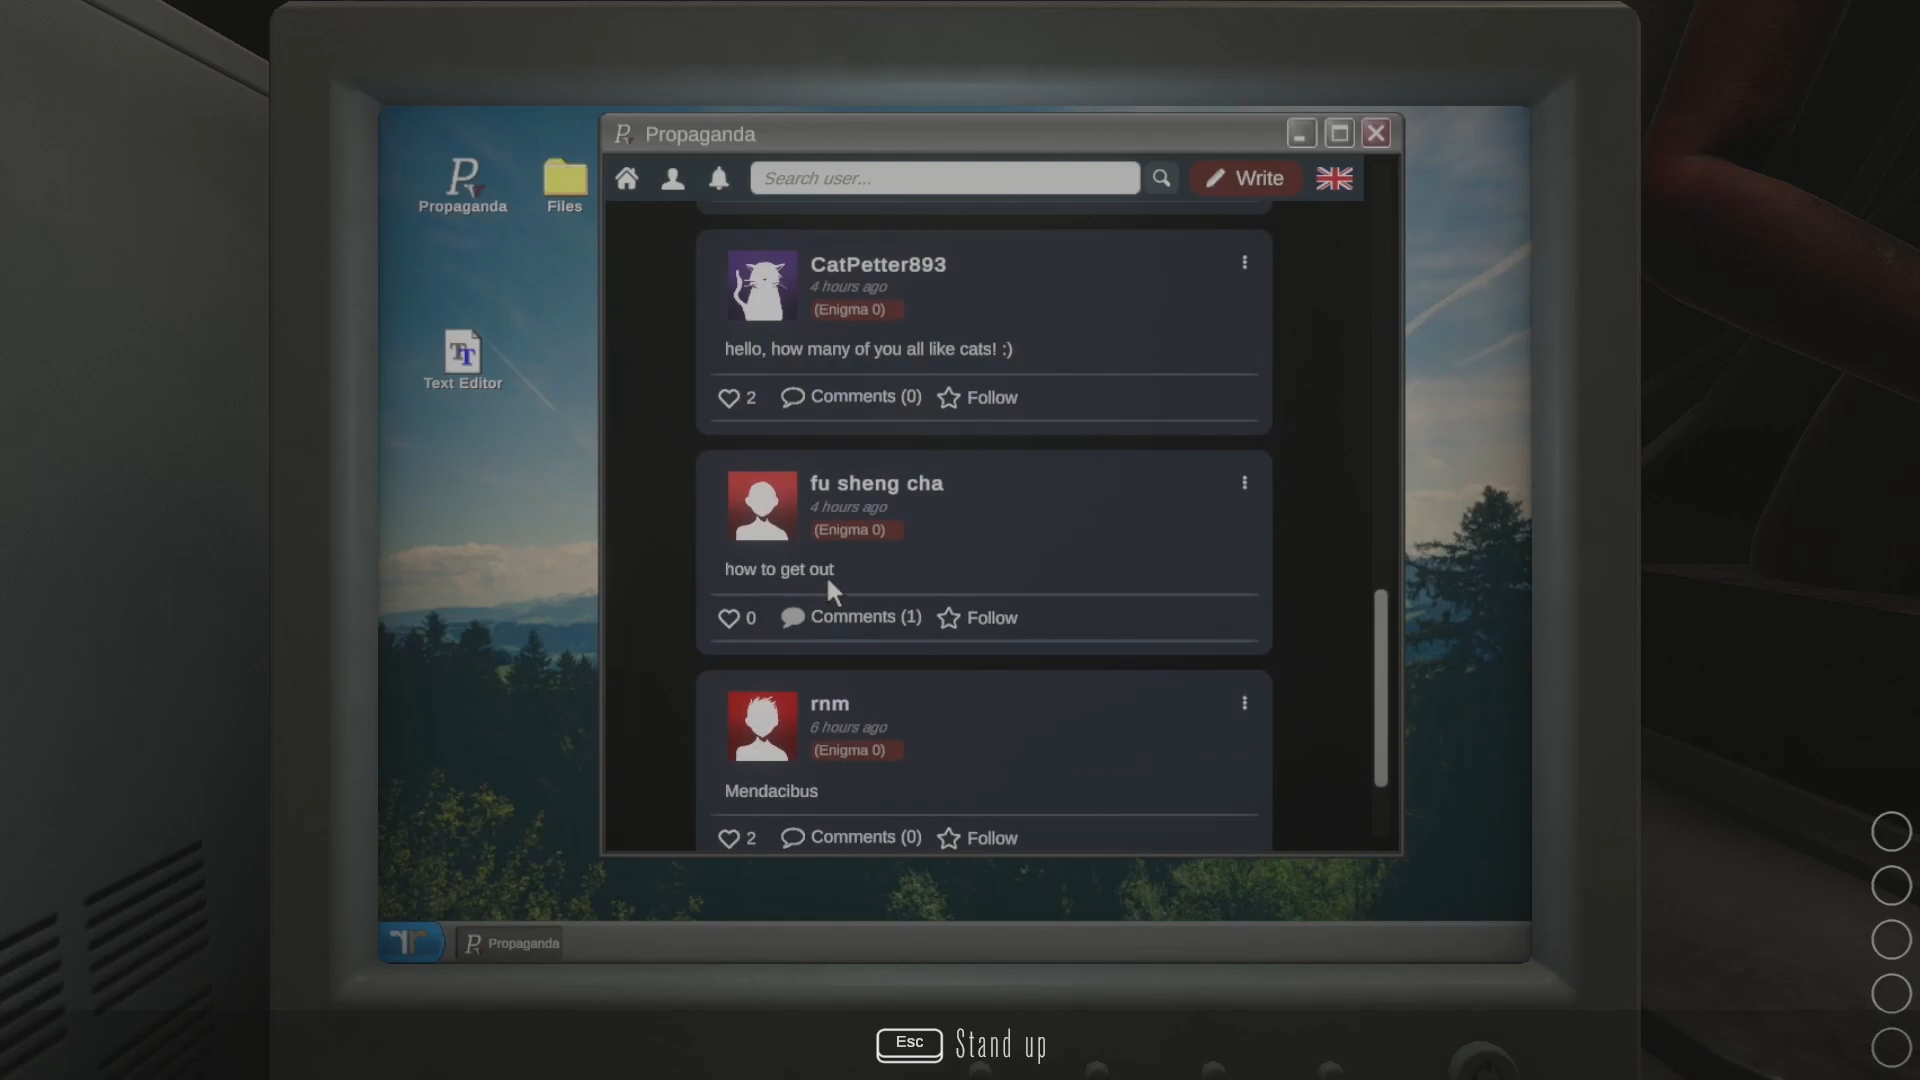 Propaganda
Search user...
Write
Propaganda
Files
Text Editor
CatPetter893
4 hours ago
(Enigma 0)
hello, how many of you all like cats! :)
2 Comments (0) Follow
fu sheng cha
4 hours ago
(Enigma 0)
how to get out
0 Comments (1) Follow
rnm
6 hours ago
(Enigma 0)
Mendacibus
2 Comments (0) Follow
Propaganda
Esc Stand up